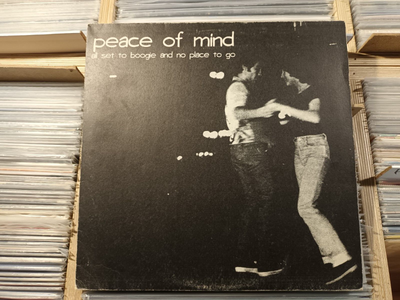 peace of mind
all set to boogie and no place to go